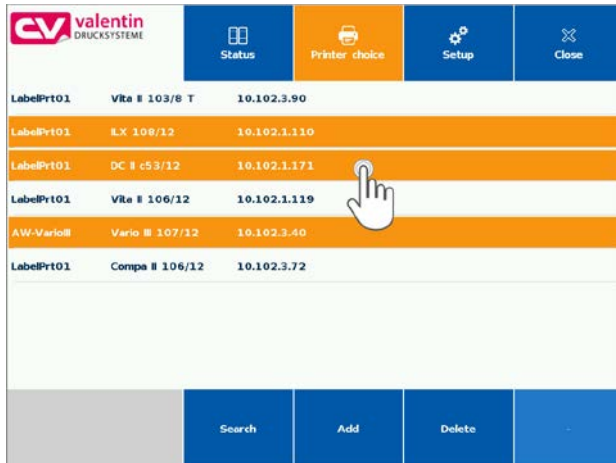 CV valentin
DRUCKSYSTEME
Status
Printer choice
Setup
Close
LabelPrt01 Vita II 103/8 T 10.102.3.90
LabelPrt01 ILX 108/12 10.102.1.110
LabelPrt01 DC II c53/12 10.102.1.171
LabelPrt01 Vita II 106/12 10.102.1.119
AW-VarioIII Vario III 107/12 10.102.3.40
LabelPrt01 Compa II 106/12 10.102.3.72
Search
Add
Delete
-